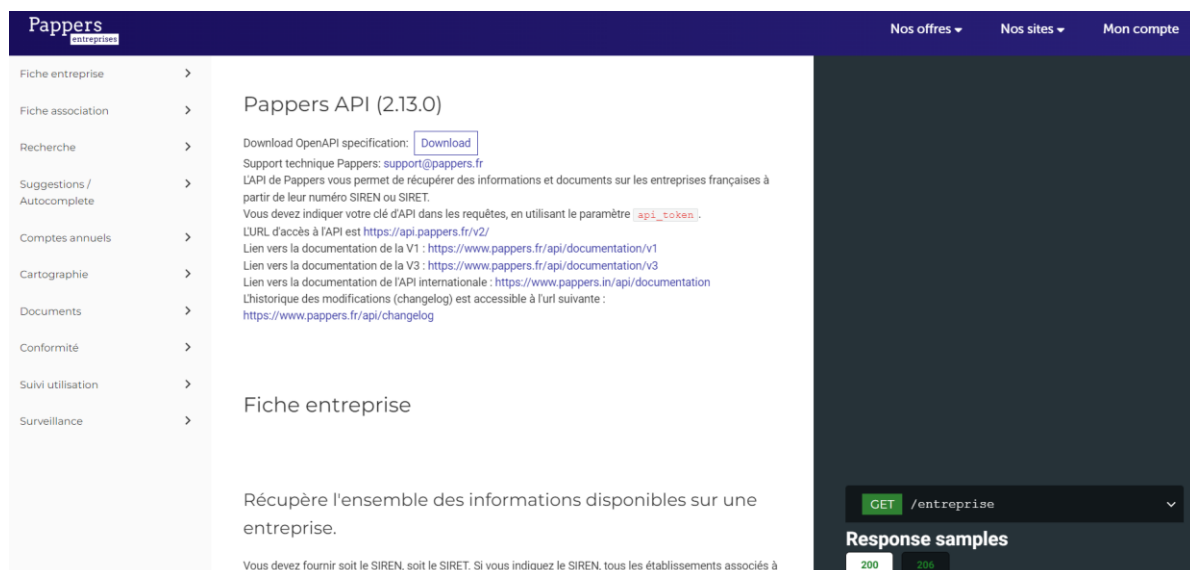 Pappers
entreprises
Nos offres
Nos sites
Mon compte
Fiche entreprise
Fiche association
Recherche
Suggestions /
Autocomplete
Comptes annuels
Cartographie
Documents
Conformité
Suivi utilisation
Surveillance
Pappers API (2.13.0)
Download OpenAPI specification: Download
Support technique Pappers: support@pappers.fr
L'API de Pappers vous permet de récupérer des informations et documents sur les entreprises françaises à
partir de leur numéro SIREN ou SIRET.
Vous devez indiquer votre clé d'API dans les requêtes, en utilisant le paramètre api_token .
L'URL d'accès à l'API est https://api.pappers.fr/v2/
Lien vers la documentation de la V1 : https://www.pappers.fr/api/documentation/v1
Lien vers la documentation de la V3 : https://www.pappers.fr/api/documentation/v3
Lien vers la documentation de l'API internationale : https://www.pappers.in/api/documentation
L'historique des modifications (changelog) est accessible à l'url suivante :
https://www.pappers.fr/api/changelog
Fiche entreprise
Récupère l'ensemble des informations disponibles sur une
entreprise.
Vous devez fournir soit le SIREN, soit le SIRET. Si vous indiquez le SIREN, tous les établissements associés à
GET /entreprise
Response samples
200
206